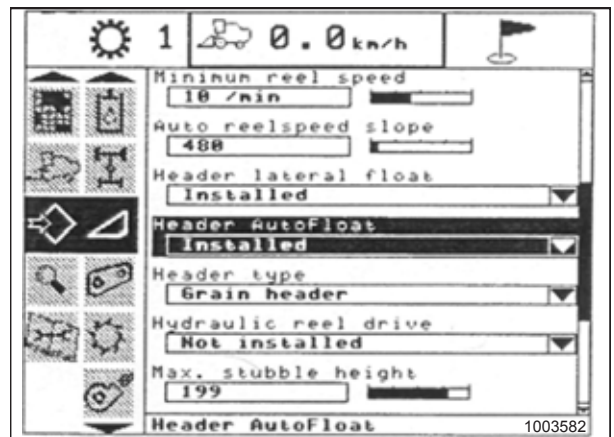 1 0.0km/h
Minimum reel speed
10 /min
Auto reelspeed slope
480
Header lateral float
Installed
Header AutoFloat
Installed
Header type
Grain header
Hydraulic reel drive
Not installed
Max. stubble height
199
Header AutoFloat
1003582